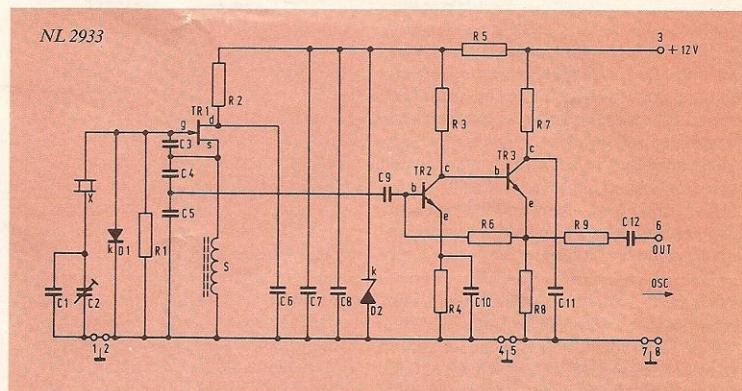 NL 2933
3
+12V
R5
R2
TR1
d
g
s
R3
R7
C3
C4
C5
X
k D1
R1
S
C9
TR2
c
b
e
TR3
c
b
e
R6
R9
C12
6
OUT
C1
C2
C6
C7
C8
k
D2
R4
C10
R8
C11
OSC
1 2
4 5
7 8